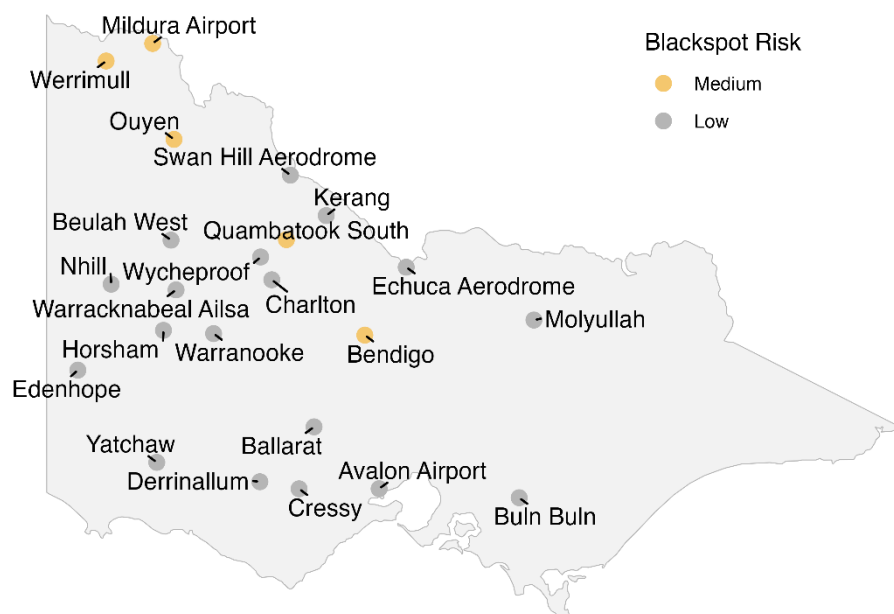 Mildura Airport
Blackspot Risk
Werrimull
Medium
Ouyen
Low
Swan Hill Aerodrome
Kerang
Beulah West
Quambatook South
Nhill
Wycheproof
Echuca Aerodrome
Warracknabeal Ailsa
Charlton
Molyullah
Horsham
Warranooke
Bendigo
Edenhope
Yatchaw
Ballarat
Avalon Airport
Derrinallum
Cressy
Buln Buln